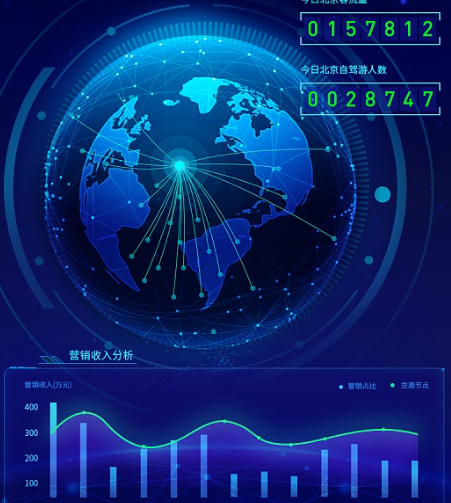 今日北京客流量
0157812
今日北京自驾游人数
0028747
营销收入分析
营销收入(万元)
营销占比
交易节点
400
300
200
100